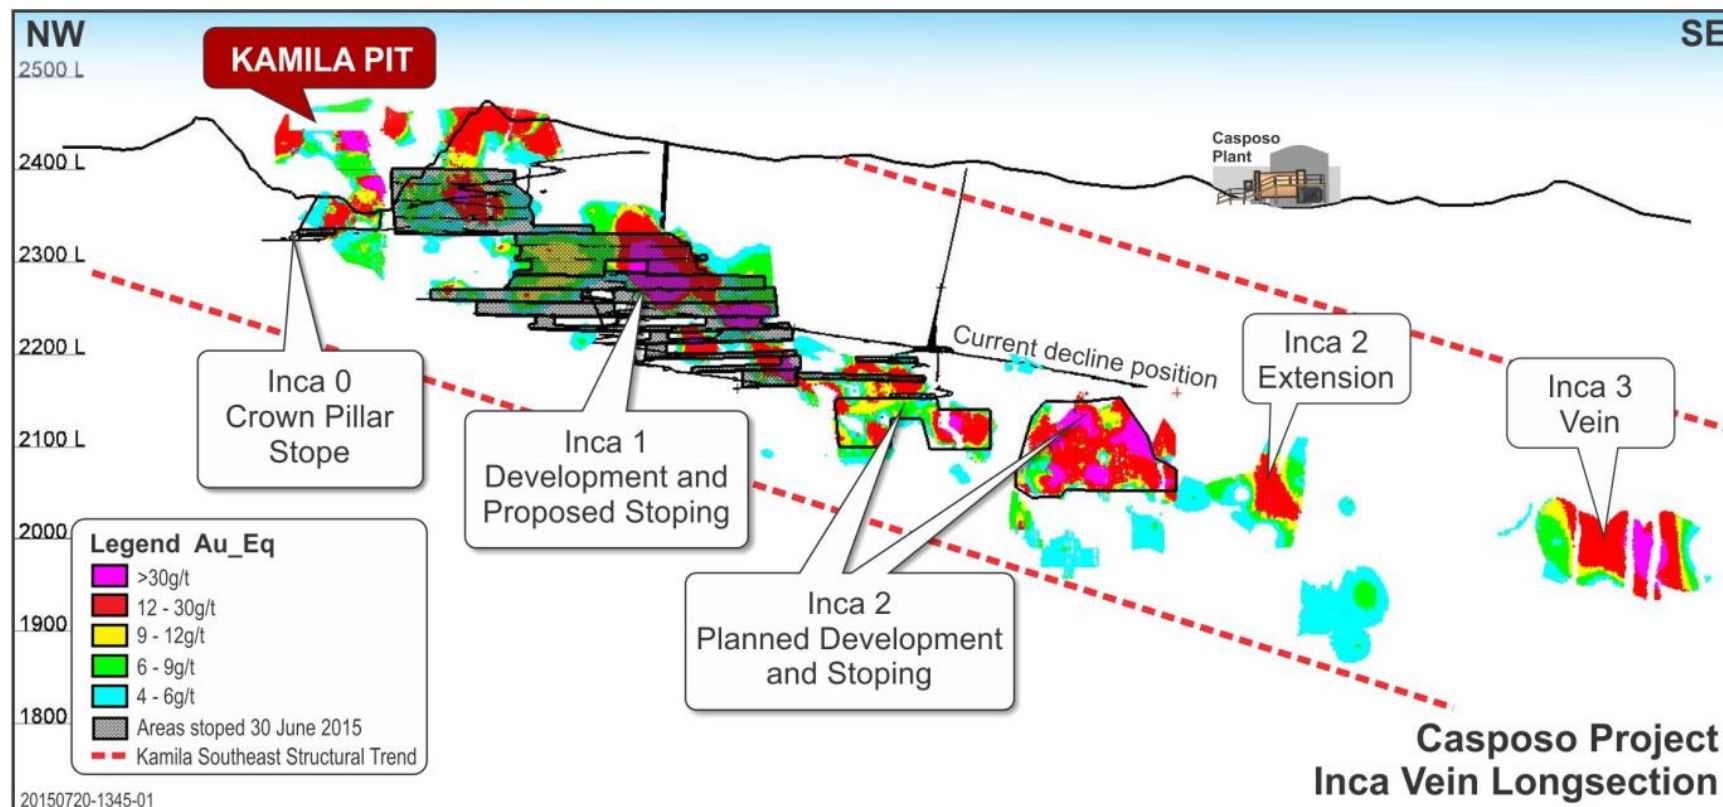 NW
SE
KAMILA PIT
2500 L
2400 L
2300 L
2200 L
2100 L
2000 L
1900 L
1800 L
Casposo
Plant
Current decline position
Inca 0
Crown Pillar
Stope
Inca 1
Development and
Proposed Stoping
Inca 2
Planned Development
and Stoping
Inca 2
Extension
Inca 3
Vein
Legend Au_Eq
>30g/t
12 - 30g/t
9 - 12g/t
6 - 9g/t
4 - 6g/t
Areas stoped 30 June 2015
Kamila Southeast Structural Trend
Casposo Project
Inca Vein Longsection
20150720-1345-01